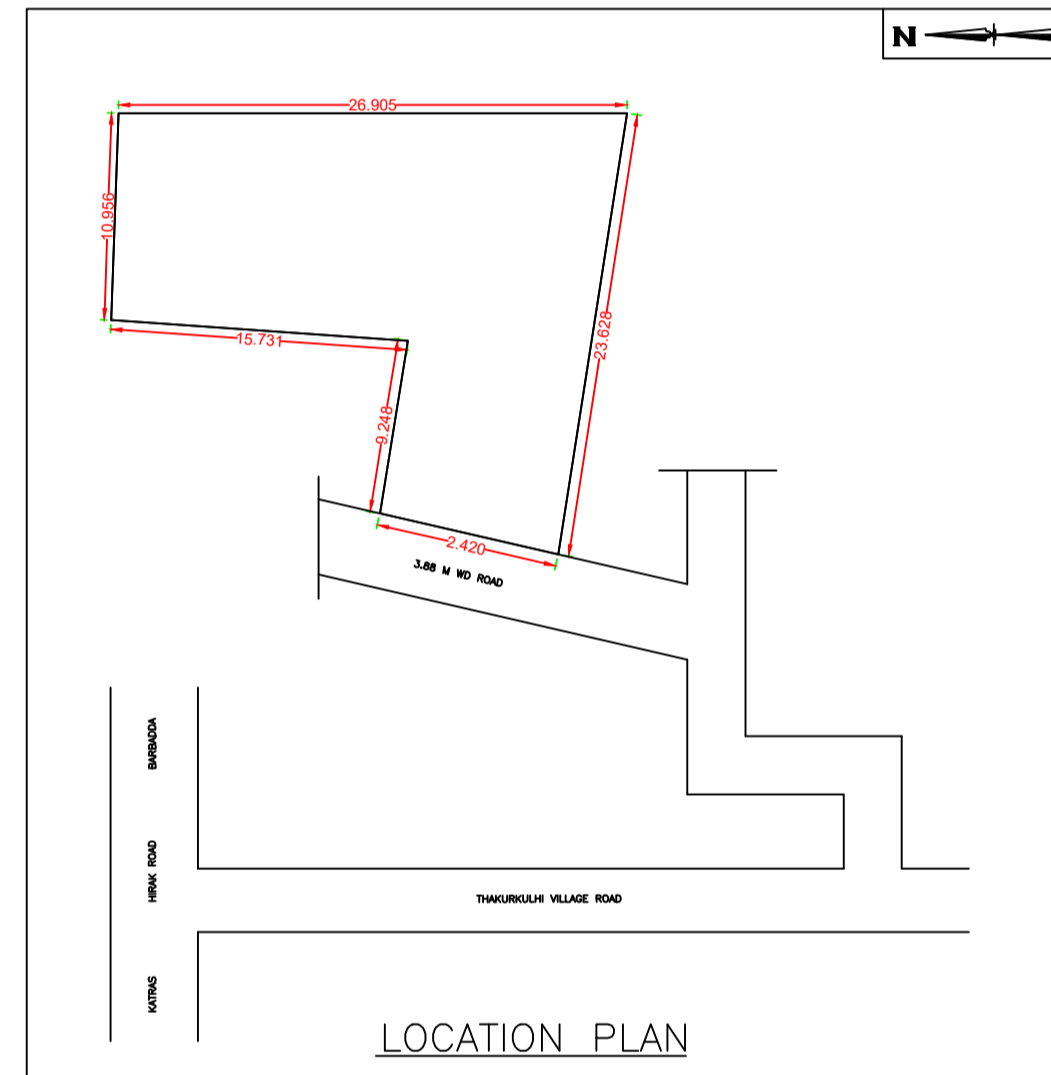 N
26.905
10.956
15.731
23.628
9.248
2.420
3.88 M WD ROAD
BARBADDA
HIRAK ROAD
KATRAS
THAKURKULHI VILLAGE ROAD
LOCATION PLAN